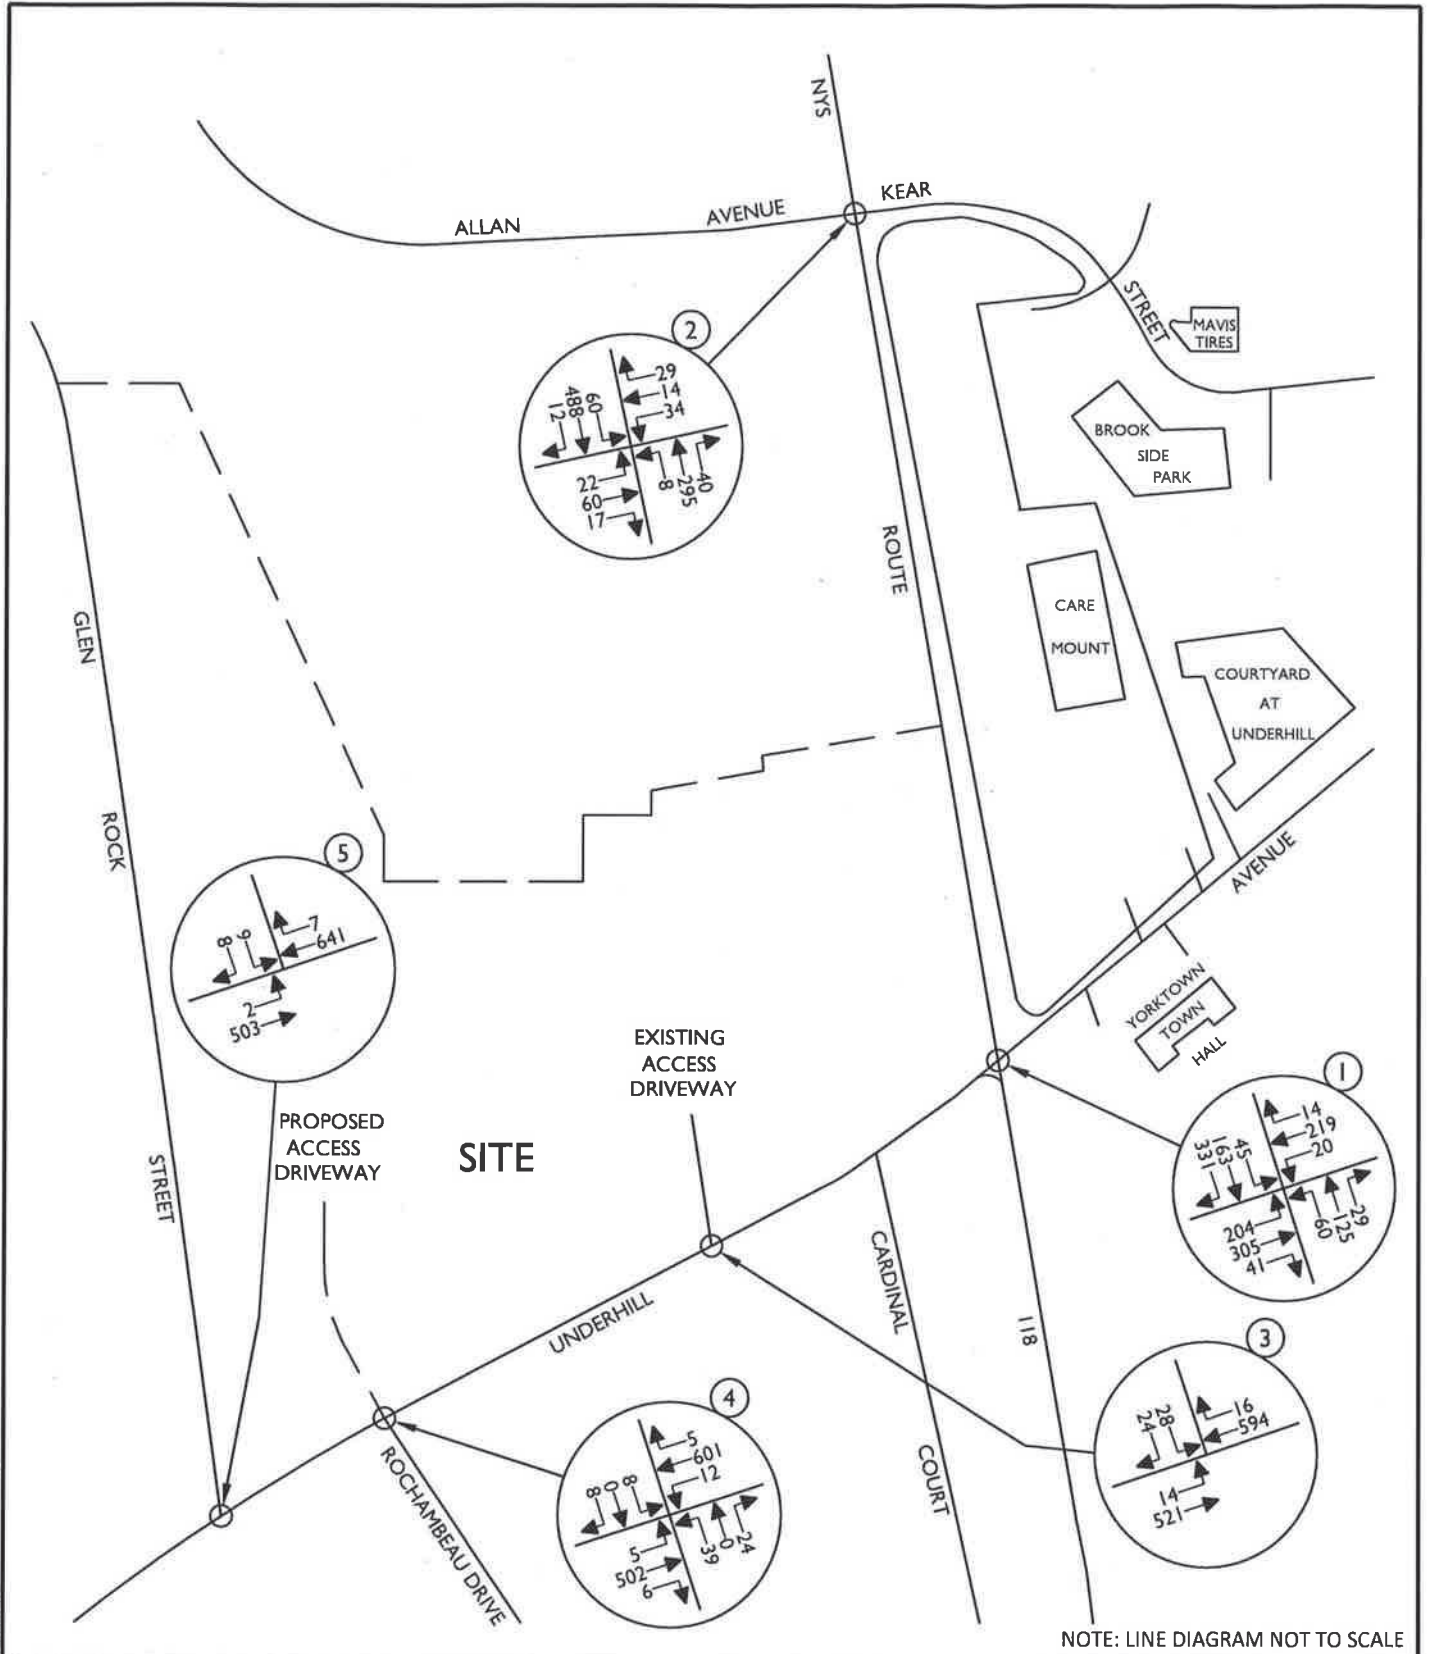 NYS
KEAR
ALLAN
AVENUE
STREET
MAVIS
TIRES
2
29
14
34
12
488
60
22
60
17
8
295
40
BROOK
SIDE
PARK
ROUTE
CARE
MOUNT
GLEN
COURTYARD
AT
UNDERHILL
ROCK
AVENUE
5
7
641
8
9
2
503
YORKTOWN
TOWN
HALL
EXISTING
ACCESS
DRIVEWAY
PROPOSED
ACCESS
DRIVEWAY
SITE
STREET
1
14
219
20
331
163
45
204
305
41
60
125
29
CARDINAL
UNDERHILL
118
3
16
594
24
28
14
521
4
5
601
12
8
0
8
5
502
6
39
0
24
COURT
ROCHAMBEAU DRIVE
NOTE: LINE DIAGRAM NOT TO SCALE